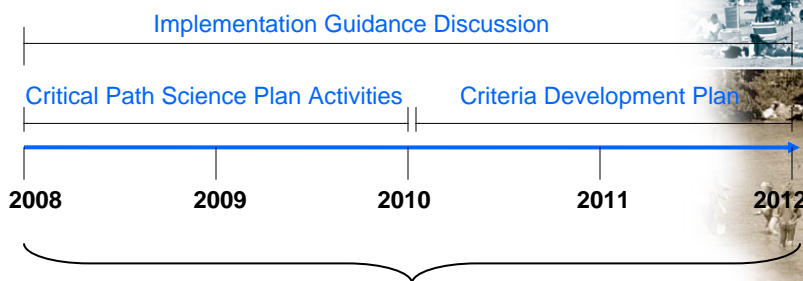 Implementation Guidance Discussion
Critical Path Science Plan Activities Criteria Development Plan
2008 2009 2010 2011 2012